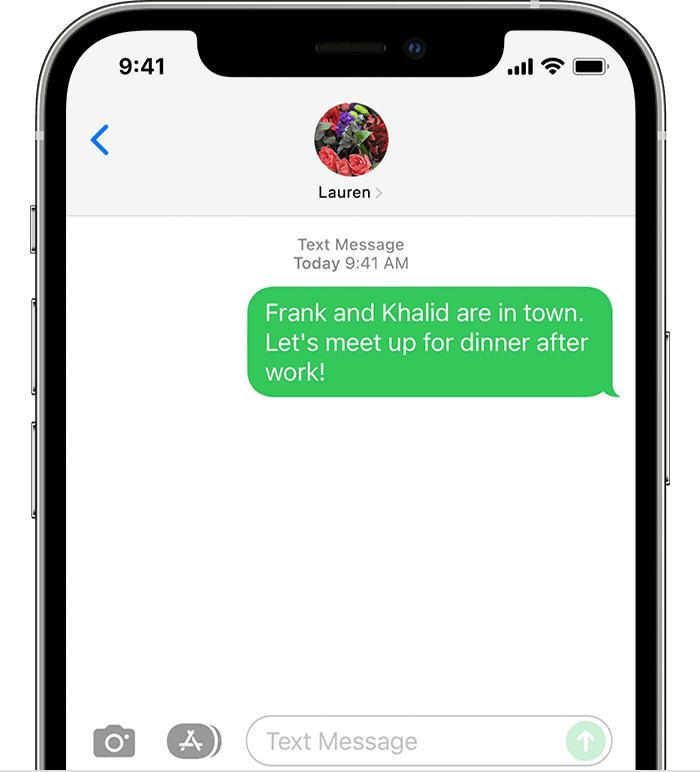 9:41
Lauren
Text Message
Today 9:41 AM
Frank and Khalid are in town.
Let's meet up for dinner after
work!
Text Message